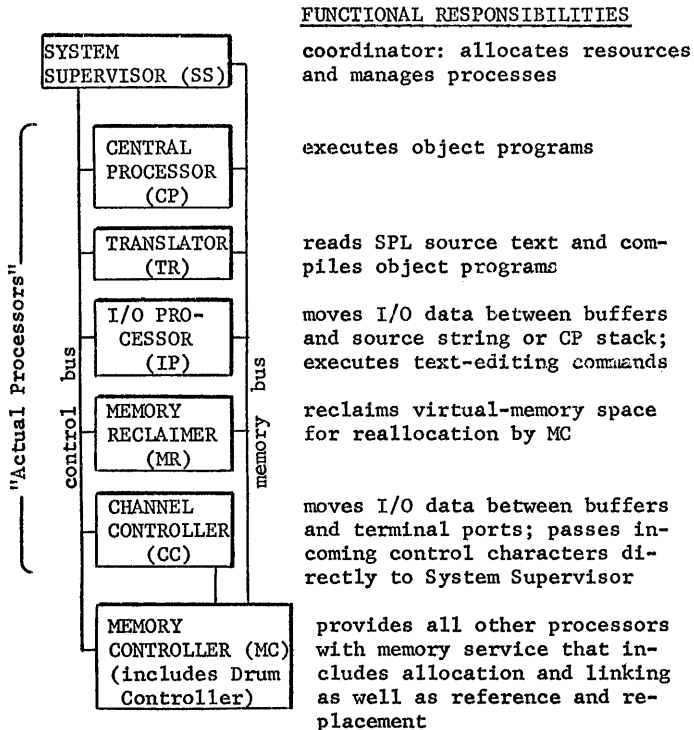 FUNCTIONAL RESPONSIBILITIES
SYSTEM
SUPERVISOR (SS)
coordinator: allocates resources
and manages processes
"Actual Processors"
control bus
memory bus
CENTRAL
PROCESSOR
(CP)
executes object programs
TRANSLATOR
(TR)
reads SPL source text and com-
piles object programs
I/O PRO-
CESSOR
(IP)
moves I/O data between buffers
and source string or CP stack;
executes text-editing commands
MEMORY
RECLAIMER
(MR)
reclaims virtual-memory space
for reallocation by MC
CHANNEL
CONTROLLER
(CC)
moves I/O data between buffers
and terminal ports; passes in-
coming control characters di-
rectly to System Supervisor
MEMORY
CONTROLLER (MC)
(includes Drum
Controller)
provides all other processors
with memory service that in-
cludes allocation and linking
as well as reference and re-
placement